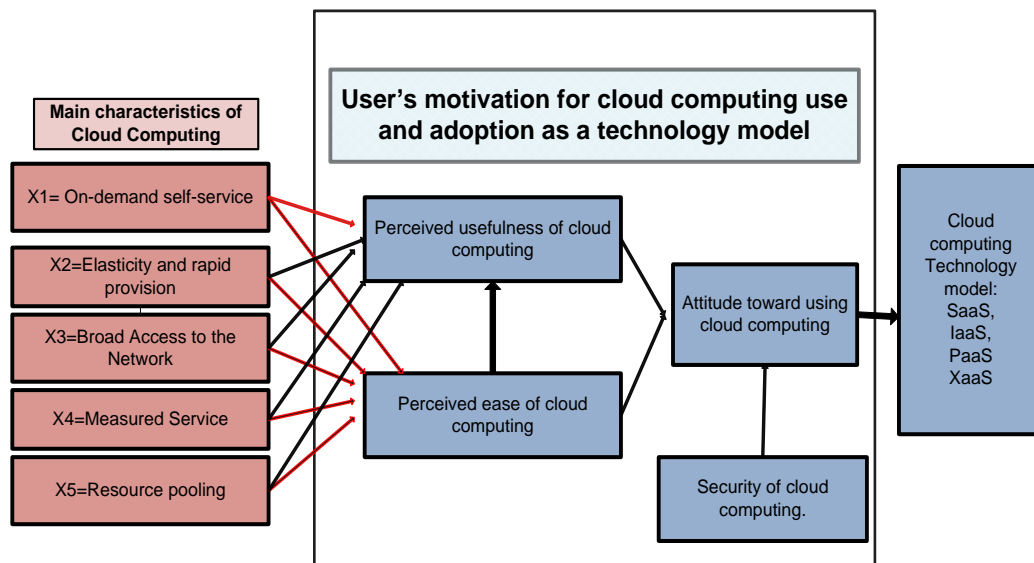 User's motivation for cloud computing use
and adoption as a technology model
Main characteristics of
Cloud Computing
X1= On-demand self-service
X2=Elasticity and rapid
provision
X3=Broad Access to the
Network
X4=Measured Service
X5=Resource pooling
Perceived usefulness of cloud
computing
Perceived ease of cloud
computing
Attitude toward using
cloud computing
Security of cloud
computing.
Cloud
computing
Technology
model:
SaaS,
IaaS,
PaaS
XaaS